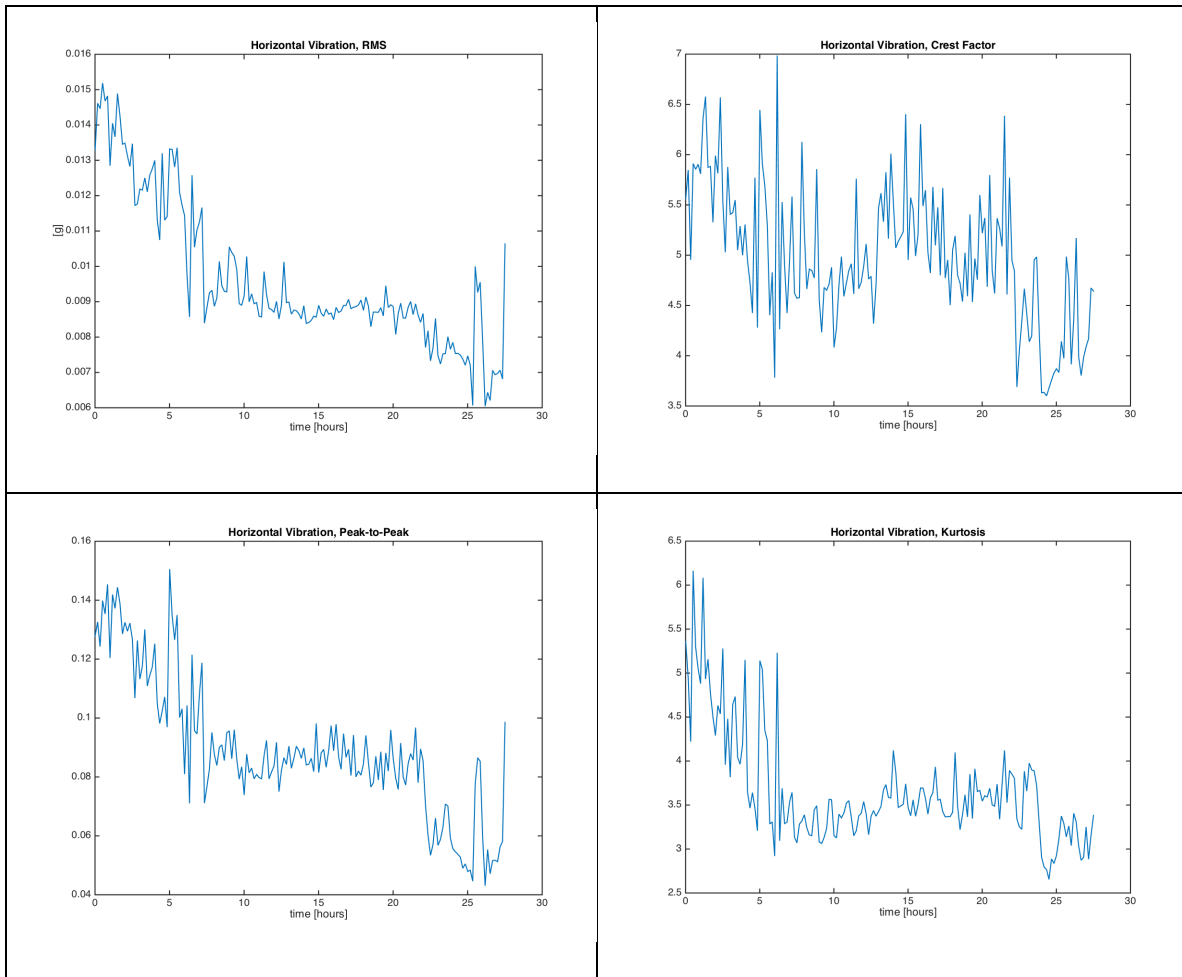 Horizontal Vibration, RMS
0.016
0.015
0.014
0.013
0.012
0.011
0.01
0.009
0.008
0.007
0.006
[g]
0 5 10 15 20 25 30
time [hours]
Horizontal Vibration, Crest Factor
7
6.5
6
5.5
5
4.5
4
3.5
0 5 10 15 20 25 30
time [hours]
Horizontal Vibration, Peak-to-Peak
0.16
0.14
0.12
0.1
0.08
0.06
0.04
0 5 10 15 20 25 30
time [hours]
Horizontal Vibration, Kurtosis
6.5
6
5.5
5
4.5
4
3.5
3
2.5
0 5 10 15 20 25 30
time [hours]